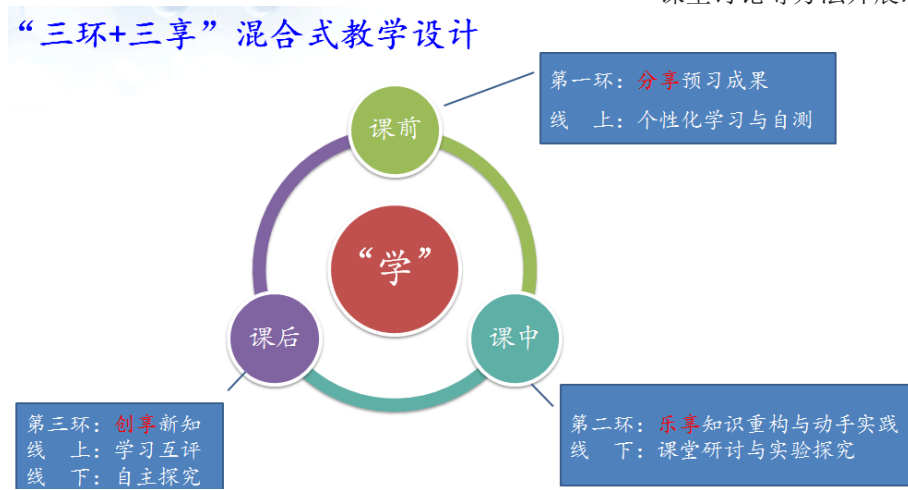 “三环+三享”混合式教学设计
课前
第一环：分享预习成果
线 上：个性化学习与自测
“学”
课后
课中
第三环：创享新知
线 上：学习互评
线 下：自主探究
第二环：乐享知识重构与动手实践
线 下：课堂研讨与实验探究